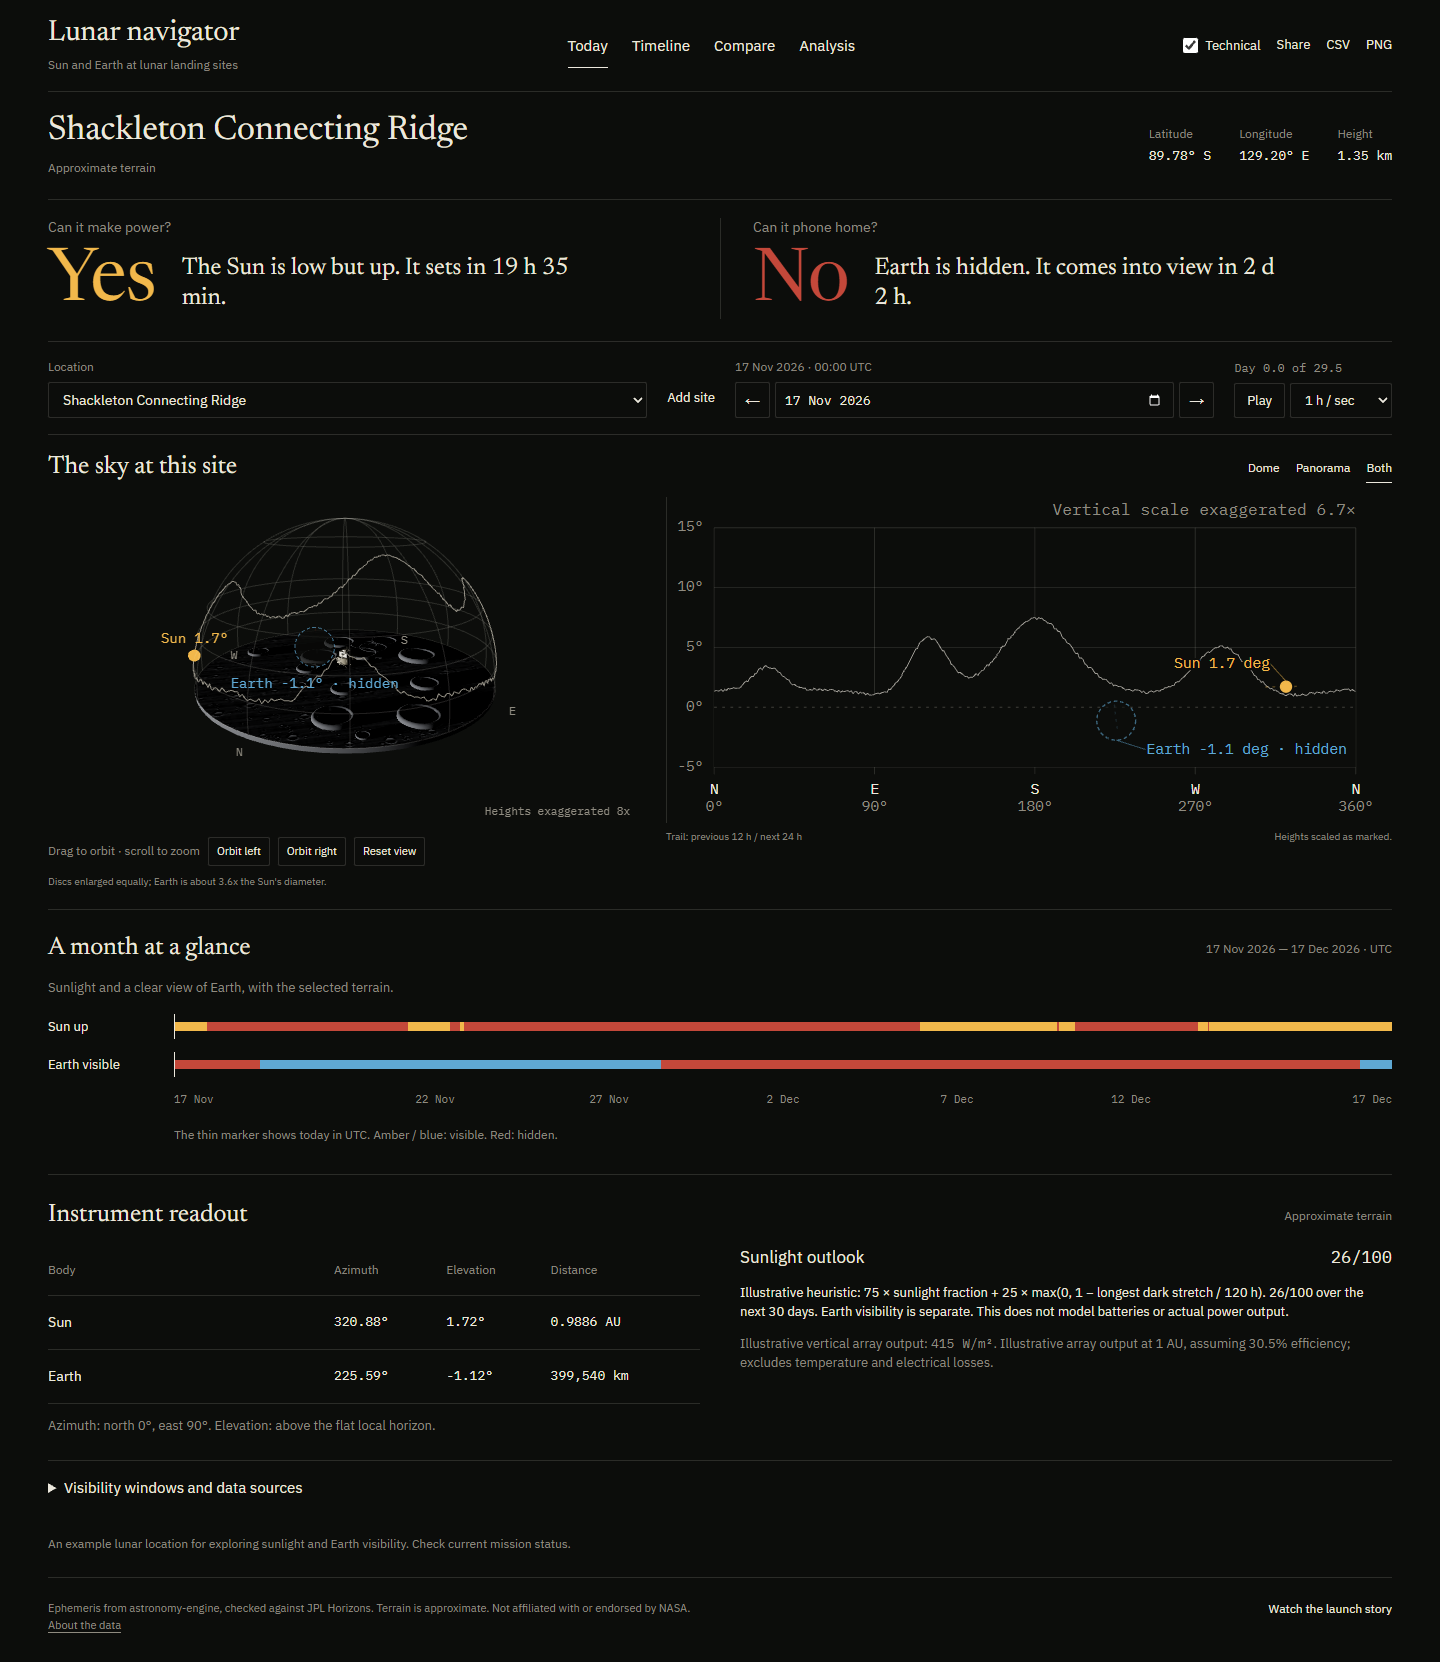 Lunar navigator
Sun and Earth at lunar landing sites
Today Timeline Compare Analysis
Technical Share CSV PNG
Shackleton Connecting Ridge
Approximate terrain
Latitude Longitude Height
89.78° S 129.20° E 1.35 km
Can it make power?
Yes
The Sun is low but up. It sets in 19 h 35
min.
Can it phone home?
No
Earth is hidden. It comes into view in 2 d
2 h.
Location
Shackleton Connecting Ridge
Add site
17 Nov 2026 · 00:00 UTC
← 17 Nov 2026 →
Day 0.0 of 29.5
Play 1 h / sec
The sky at this site
Dome Panorama Both
Sun 1.7°
W
S
Earth -1.1° · hidden
E
N
Heights exaggerated 8x
Vertical scale exaggerated 6.7×
15°
10°
5°
0°
-5°
Sun 1.7 deg
Earth -1.1 deg · hidden
N E S W N
0° 90° 180° 270° 360°
Trail: previous 12 h / next 24 h
Heights scaled as marked.
Drag to orbit · scroll to zoom Orbit left Orbit right Reset view
Discs enlarged equally; Earth is about 3.6x the Sun's diameter.
A month at a glance
17 Nov 2026 — 17 Dec 2026 · UTC
Sunlight and a clear view of Earth, with the selected terrain.
Sun up
Earth visible
17 Nov 22 Nov 27 Nov 2 Dec 7 Dec 12 Dec 17 Dec
The thin marker shows today in UTC. Amber / blue: visible. Red: hidden.
Instrument readout
Approximate terrain
Body Azimuth Elevation Distance
Sun 320.88° 1.72° 0.9886 AU
Earth 225.59° -1.12° 399,540 km
Azimuth: north 0°, east 90°. Elevation: above the flat local horizon.
Sunlight outlook 26/100
Illustrative heuristic: 75 × sunlight fraction + 25 × max(0, 1 − longest dark stretch / 120 h). 26/100 over the
next 30 days. Earth visibility is separate. This does not model batteries or actual power output.
Illustrative vertical array output: 415 W/m². Illustrative array output at 1 AU, assuming 30.5% efficiency;
excludes temperature and electrical losses.
Visibility windows and data sources
An example lunar location for exploring sunlight and Earth visibility. Check current mission status.
Ephemeris from astronomy-engine, checked against JPL Horizons. Terrain is approximate. Not affiliated with or endorsed by NASA.
About the data
Watch the launch story